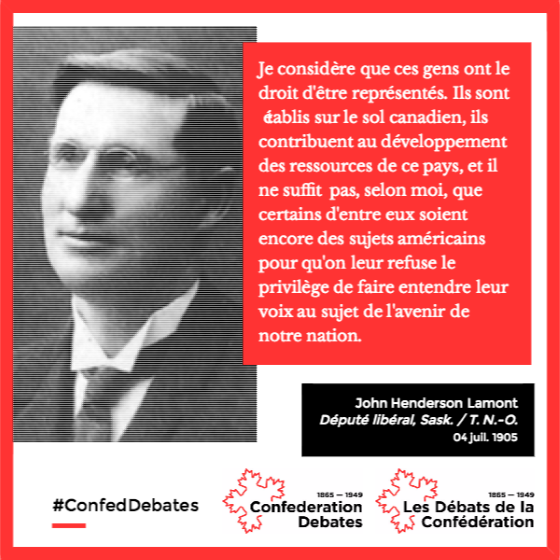 Je considère que ces gens ont le
droit d'être représentés. Ils sont
éablis sur le sol canadien, ils
contribuent au développement
des ressources de ce pays, et il
ne suffit pas, selon moi, que
certains d'entre eux soient
encore des sujets américains
pour qu'on leur refuse le
privilège de faire entendre leur
voix au sujet de l'avenir de
notre nation.
John Henderson Lamont
Député libéral, Sask. / T. N.-O.
04 juil. 1905
#ConfedDebates
1865 — 1949
Confederation
Debates
1865 — 1949
Les Débats de la
Confédération